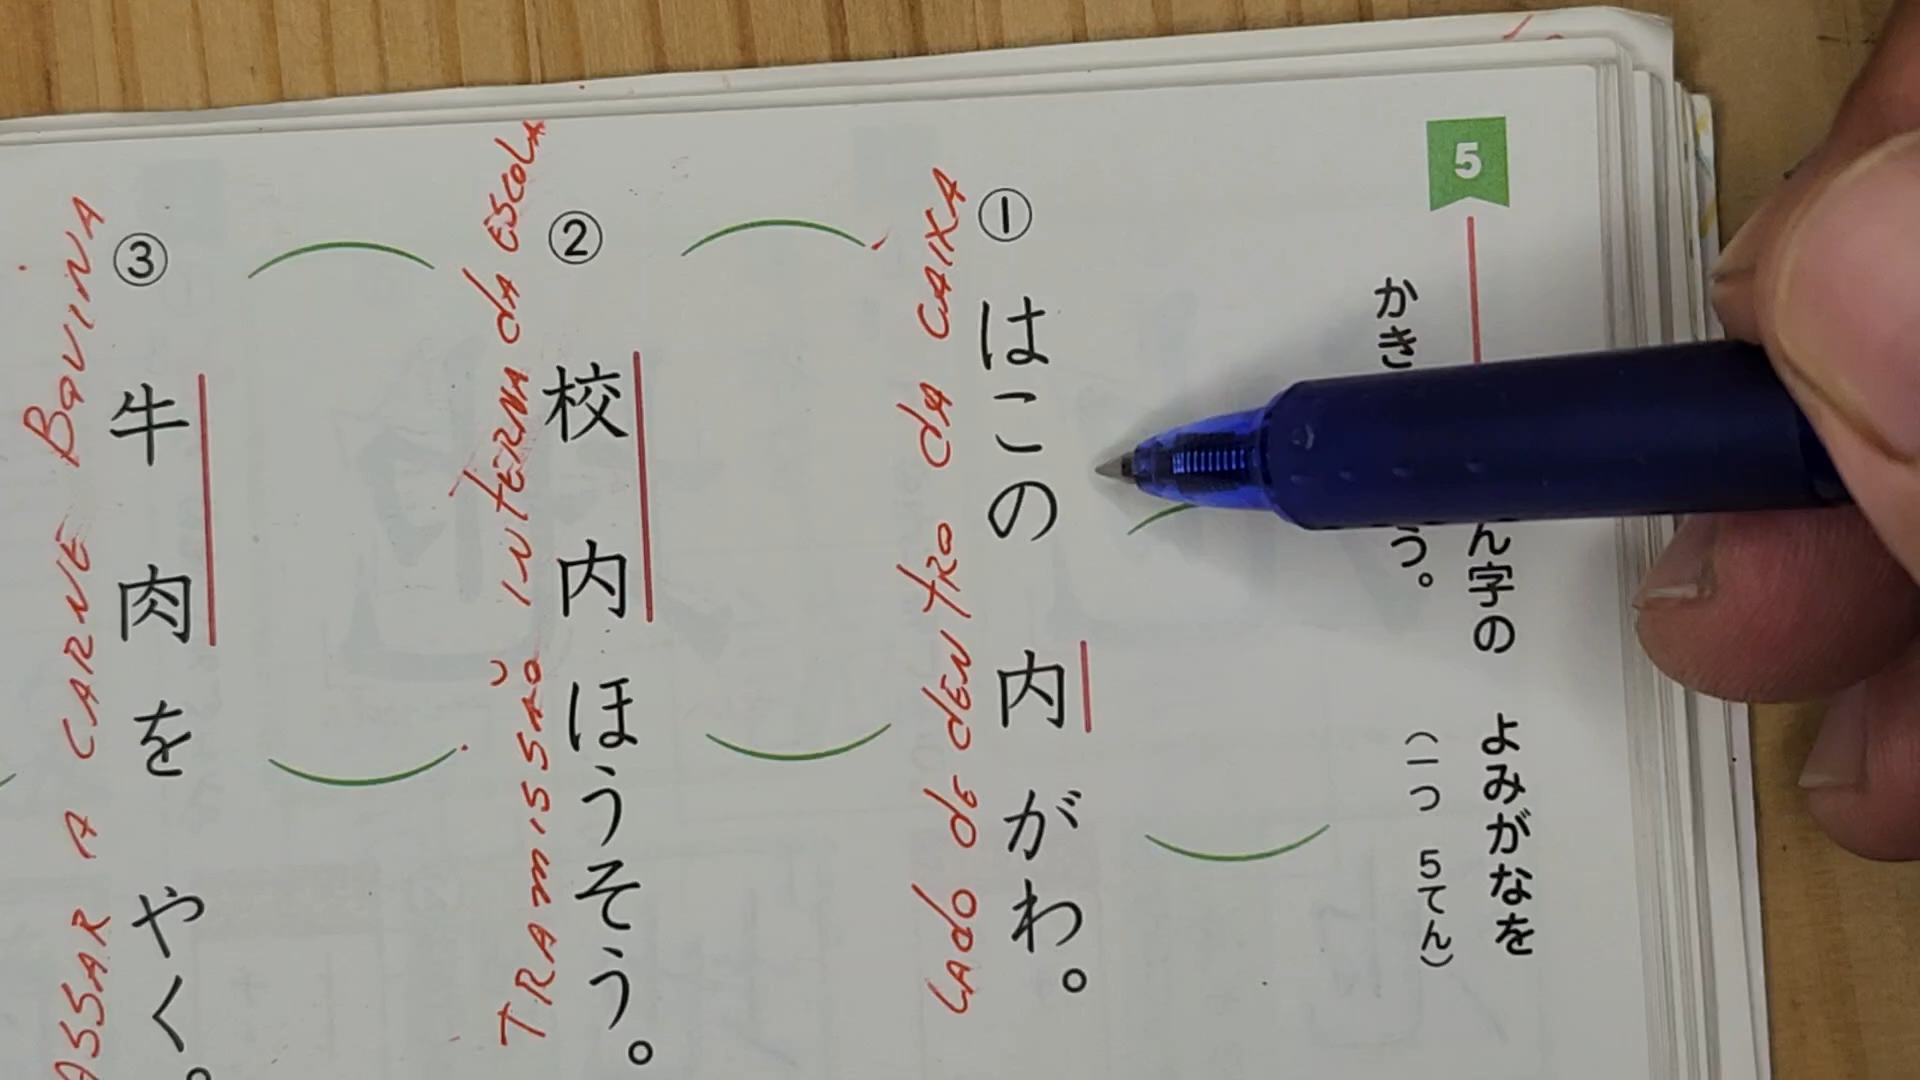 5
ん字の よみがなを
かき
う。
(一つ 5てん)
① はこの 内がわ。
LADO dE dENtRO dA CAIXA
② 校内ほうそう。
TRAmISSÃO INtERNA dA ESCOLA
③ 牛肉を やく。
ASSAR A CARNE BOVINA